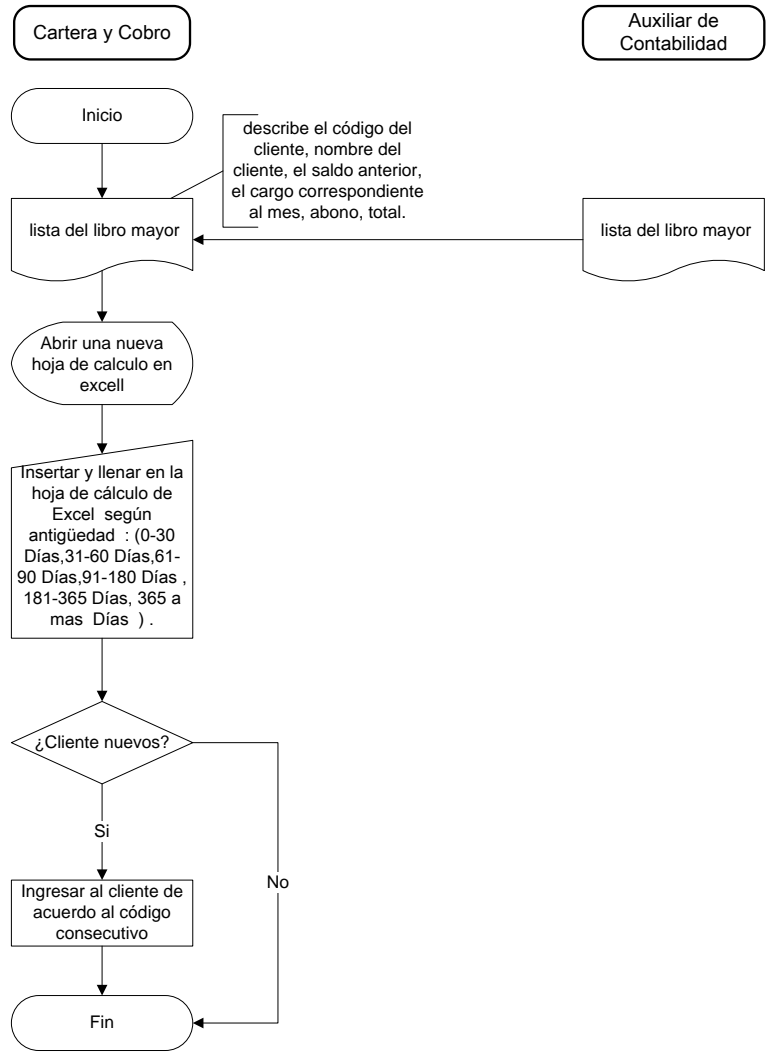 Cartera y Cobro
Auxiliar de
Contabilidad
Inicio
describe el código del
cliente, nombre del
cliente, el saldo anterior,
el cargo correspondiente
al mes, abono, total.
lista del libro mayor
lista del libro mayor
Abrir una nueva
hoja de calculo en
excell
Insertar y llenar en la
hoja de cálculo de
Excel según
antigüedad : (0-30
Días,31-60 Días,61-
90 Días,91-180 Días ,
181-365 Días, 365 a
mas Días ) .
¿Cliente nuevos?
Si
No
Ingresar al cliente de
acuerdo al código
consecutivo
Fin